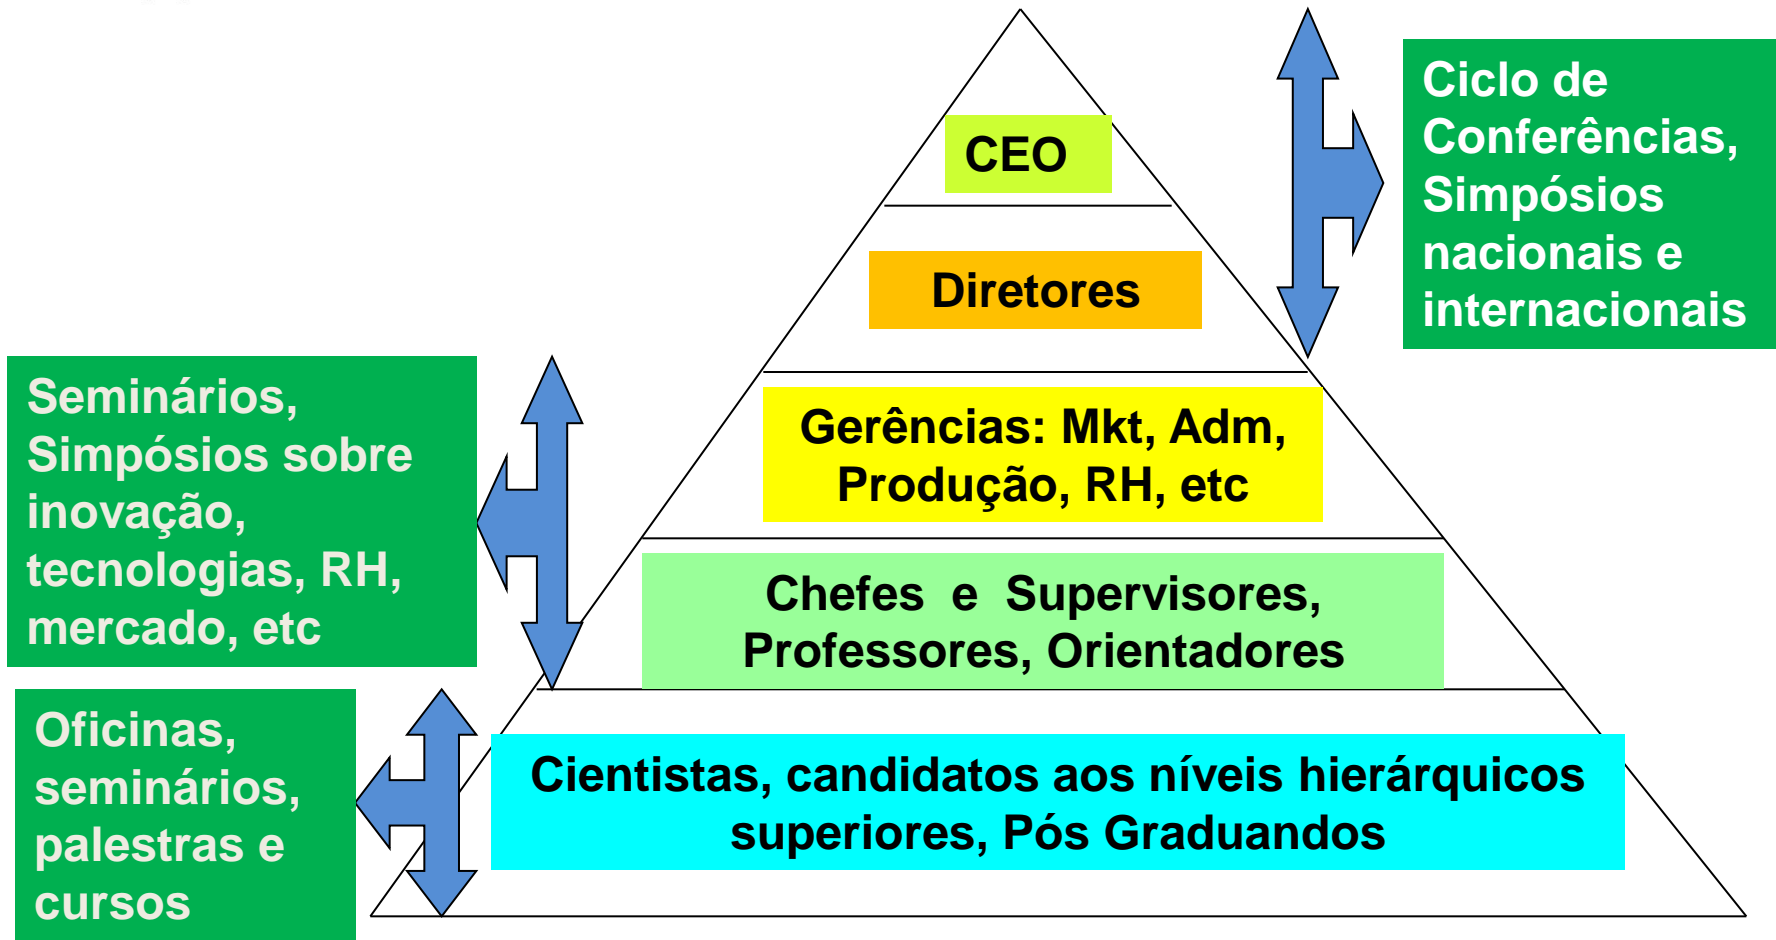 CEO
Diretores
Gerências: Mkt, Adm,
Produção, RH, etc
Chefes e Supervisores,
Professores, Orientadores
Cientistas, candidatos aos níveis hierárquicos
superiores, Pós Graduandos
Ciclo de
Conferências,
Simpósios
nacionais e
internacionais
Seminários,
Simpósios sobre
inovação,
tecnologias, RH,
mercado, etc
Oficinas,
seminários,
palestras e
cursos